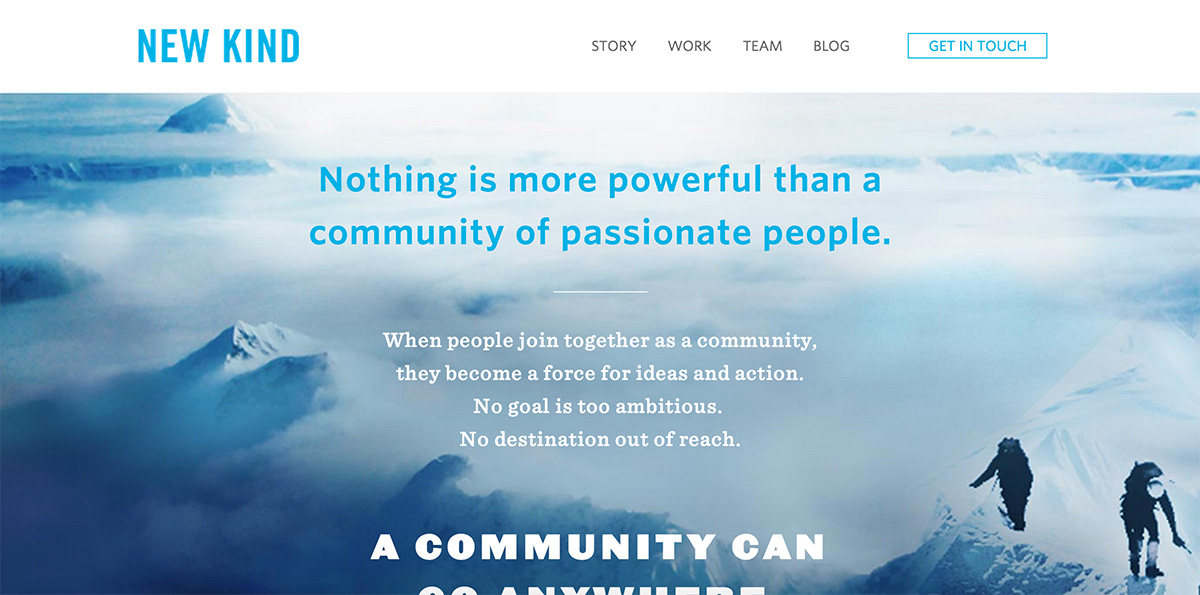 NEW KIND
STORY WORK TEAM BLOG GET IN TOUCH
Nothing is more powerful than a
community of passionate people.
When people join together as a community,
they become a force for ideas and action.
No goal is too ambitious.
No destination out of reach.
A COMMUNITY CAN
GO ANYWHERE